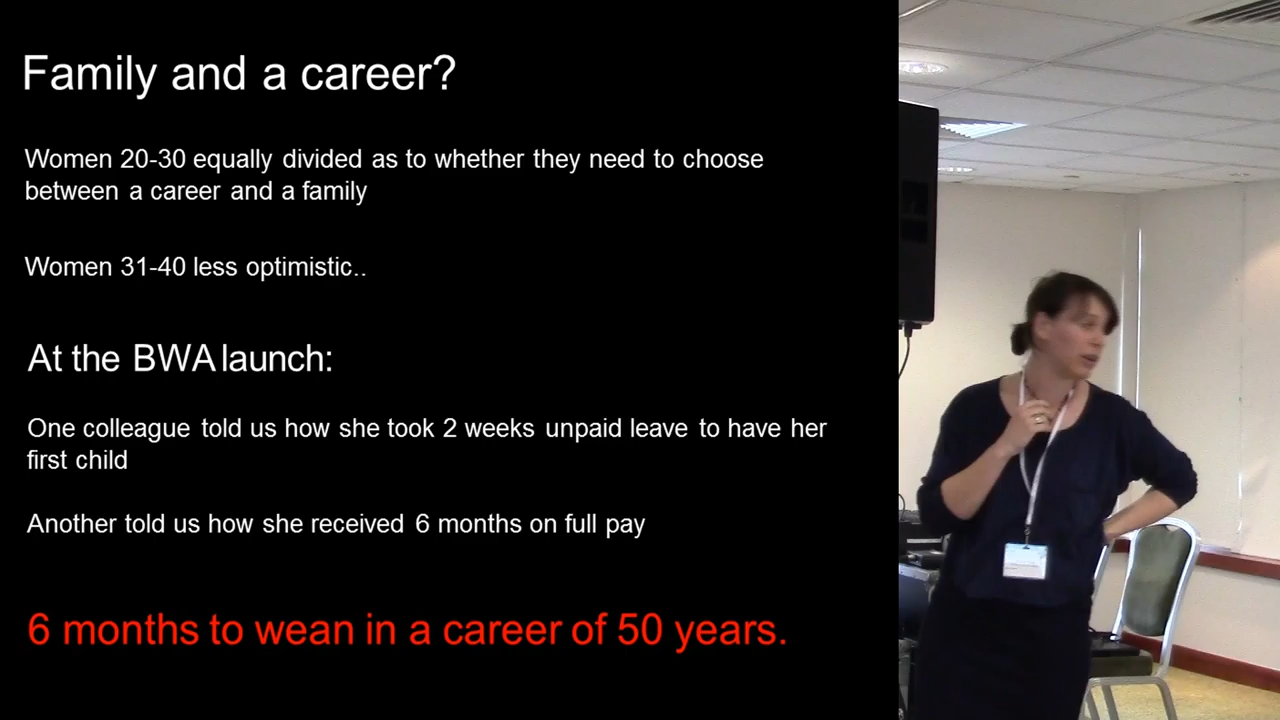 Family and a career?
Women 20-30 equally divided as to whether they need to choose
between a career and a family
Women 31-40 less optimistic..
At the BWA launch:
One colleague told us how she took 2 weeks unpaid leave to have her
first child
Another told us how she received 6 months on full pay
6 months to wean in a career of 50 years.